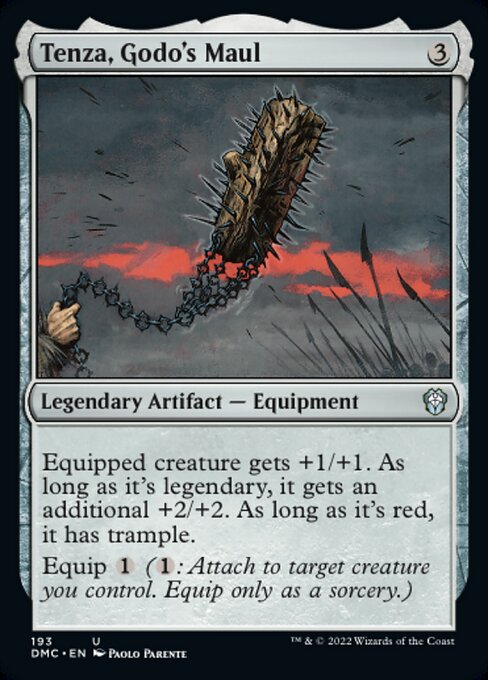 Tenza, Godo's Maul 3
Legendary Artifact — Equipment
Equipped creature gets +1/+1. As
long as it's legendary, it gets an
additional +2/+2. As long as it's red,
it has trample.
Equip 1 (1: Attach to target creature
you control. Equip only as a sorcery.)
193 U
DMC • EN Paolo Parente
™ & © 2022 Wizards of the Coast